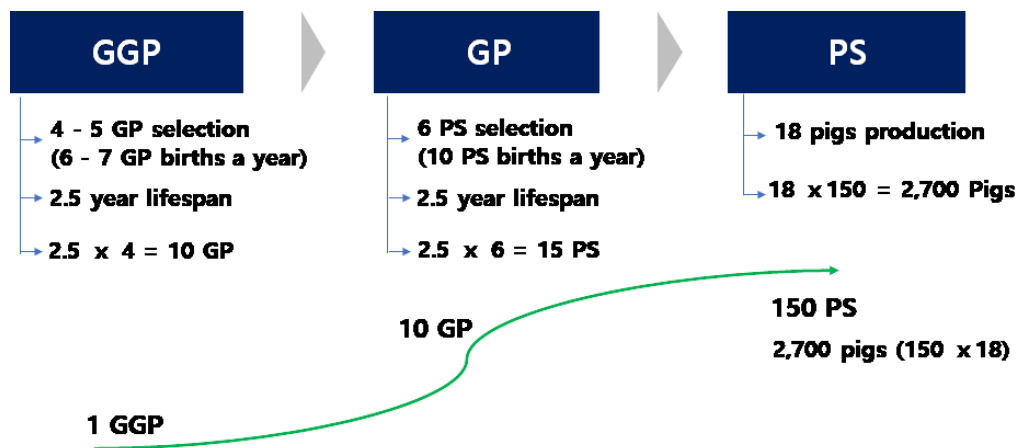 GGP
4 - 5 GP selection
(6 - 7 GP births a year)
2.5 year lifespan
2.5 x 4 = 10 GP
GP
6 PS selection
(10 PS births a year)
2.5 year lifespan
2.5 x 6 = 15 PS
PS
18 pigs production
18 x 150 = 2,700 Pigs
1 GGP
10 GP
150 PS
2,700 pigs (150 x 18)